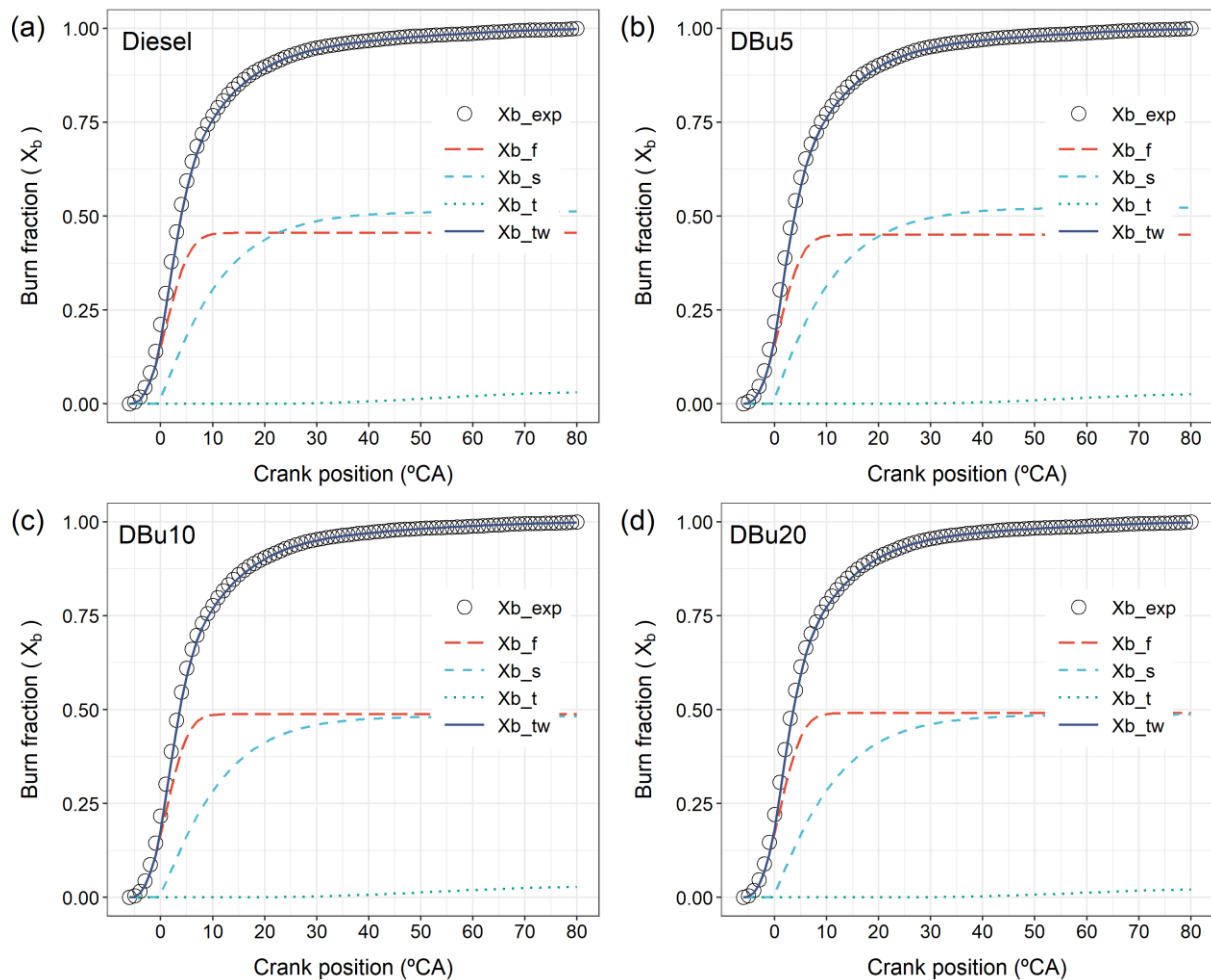 (a) Diesel
1.00
0.75
0.50
0.25
0.00
Burn fraction ( Xb )
Xb_exp
Xb_f
Xb_s
Xb_t
Xb_tw
0 10 20 30 40 50 60 70 80
Crank position (ºCA)
(b) DBu5
1.00
0.75
0.50
0.25
0.00
Burn fraction ( Xb )
Xb_exp
Xb_f
Xb_s
Xb_t
Xb_tw
0 10 20 30 40 50 60 70 80
Crank position (ºCA)
(c) DBu10
1.00
0.75
0.50
0.25
0.00
Burn fraction ( Xb )
Xb_exp
Xb_f
Xb_s
Xb_t
Xb_tw
0 10 20 30 40 50 60 70 80
Crank position (ºCA)
(d) DBu20
1.00
0.75
0.50
0.25
0.00
Burn fraction ( Xb )
Xb_exp
Xb_f
Xb_s
Xb_t
Xb_tw
0 10 20 30 40 50 60 70 80
Crank position (ºCA)